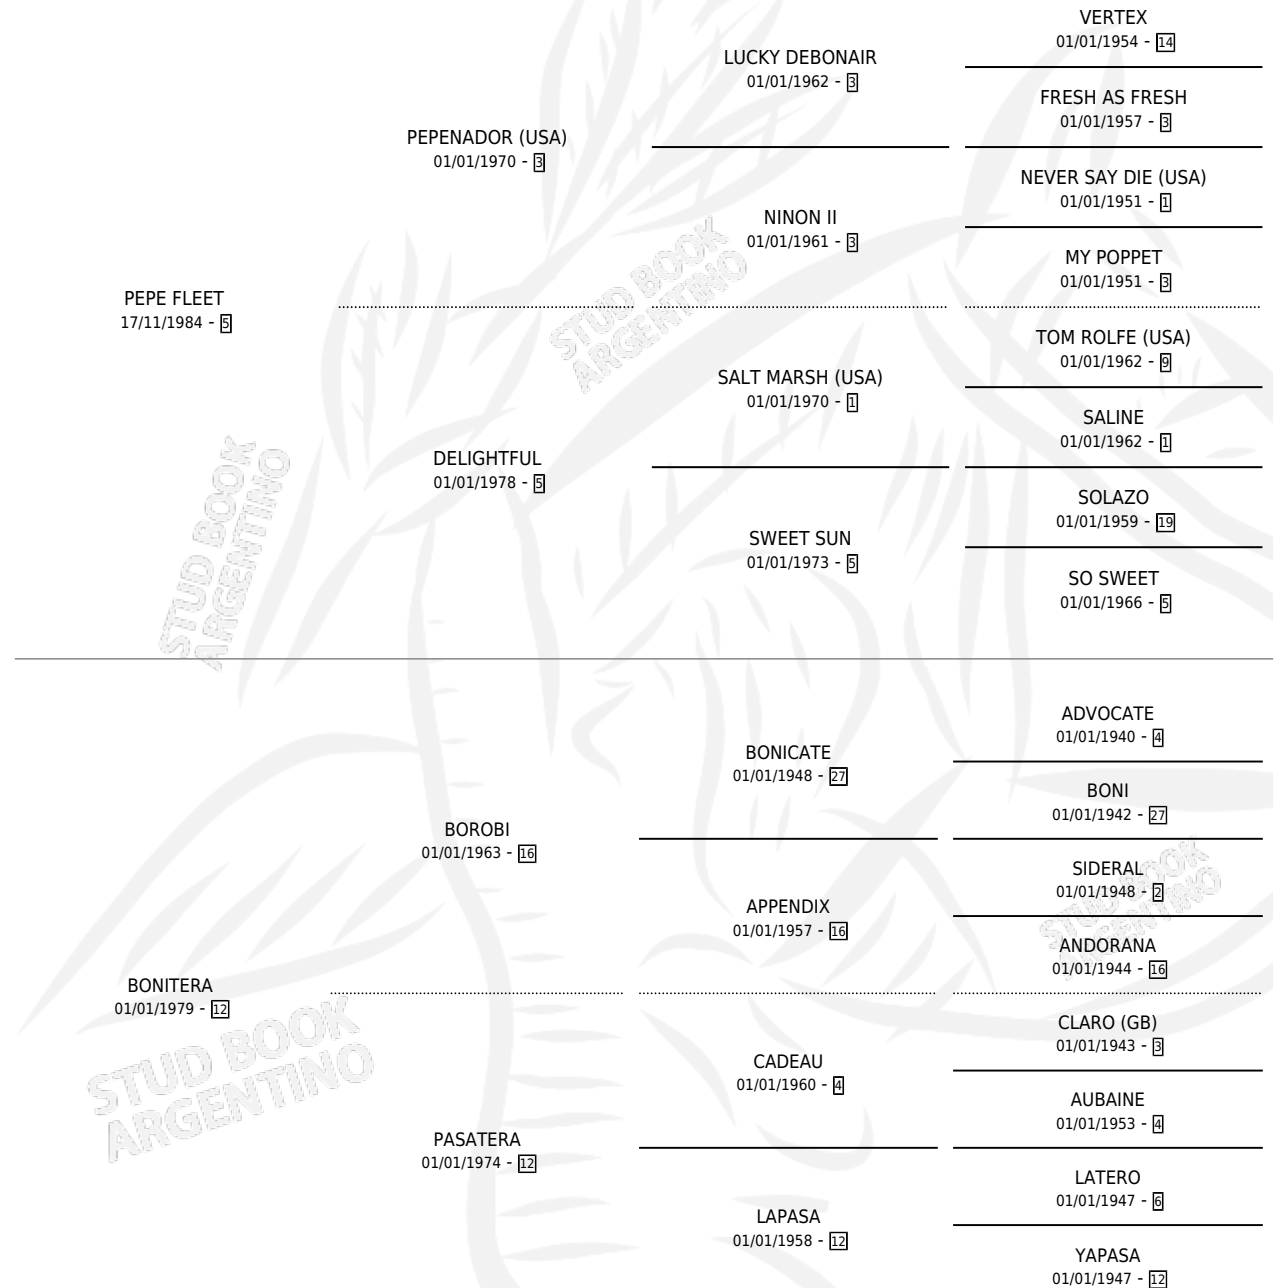 VERTEX
01/01/1954 - 14
LUCKY DEBONAIR
01/01/1962 - 3
FRESH AS FRESH
01/01/1957 - 3
PEPENADOR (USA)
01/01/1970 - 3
NEVER SAY DIE (USA)
01/01/1951 - 1
NINON II
01/01/1961 - 3
MY POPPET
01/01/1951 - 3
PEPE FLEET
17/11/1984 - 5
TOM ROLFE (USA)
01/01/1962 - 9
SALT MARSH (USA)
01/01/1970 - 1
SALINE
01/01/1962 - 1
DELIGHTFUL
01/01/1978 - 5
SOLAZO
01/01/1959 - 19
SWEET SUN
01/01/1973 - 5
SO SWEET
01/01/1966 - 5
ADVOCATE
01/01/1940 - 4
BONICATE
01/01/1948 - 27
BONI
01/01/1942 - 27
BOROBI
01/01/1963 - 16
SIDERAL
01/01/1948 - 2
APPENDIX
01/01/1957 - 16
ANDORANA
01/01/1944 - 16
BONITERA
01/01/1979 - 12
CLARO (GB)
01/01/1943 - 3
CADEAU
01/01/1960 - 4
AUBAINE
01/01/1953 - 4
PASATERA
01/01/1974 - 12
LATERO
01/01/1947 - 6
LAPASA
01/01/1958 - 12
YAPASA
01/01/1947 - 12
STUD BOOK
ARGENTINO
STUD BOOK
ARGENTINO
STUD BOOK
ARGENTINO
STUD BOOK
ARGENTINO